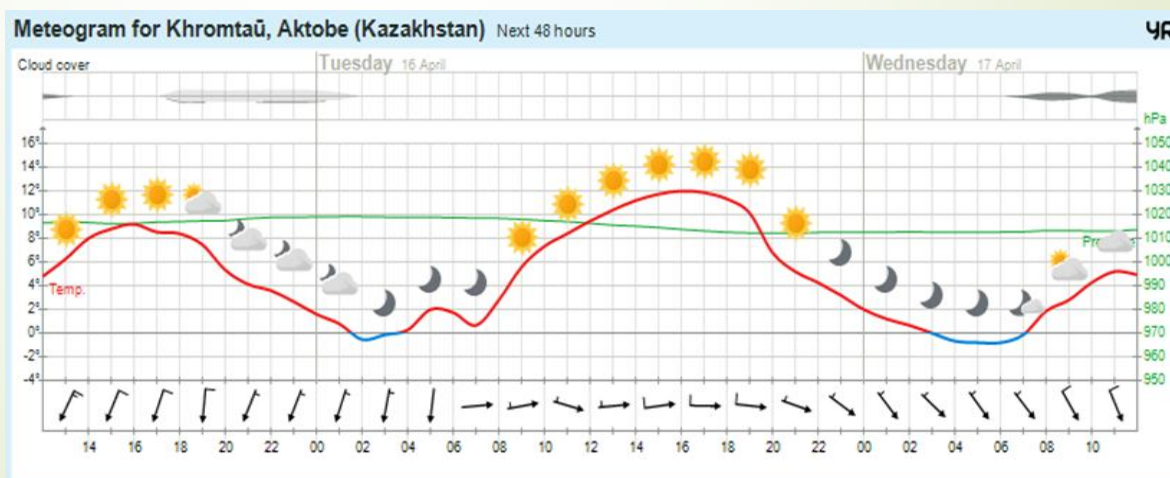 Meteogram for Khromtaū, Aktobe (Kazakhstan) Next 48 hours
Cloud cover
Tuesday 16 April
Wednesday 17 April
hPa
16° 1050
14° 1040
12° 1030
10° 1020
8° 1010
6° 1000
4° 990
2° 980
0° 970
-2° 960
-4° 950
Temp.
14 16 18 20 22 00 02 04 06 08 10 12 14 16 18 20 22 00 02 04 06 08 10